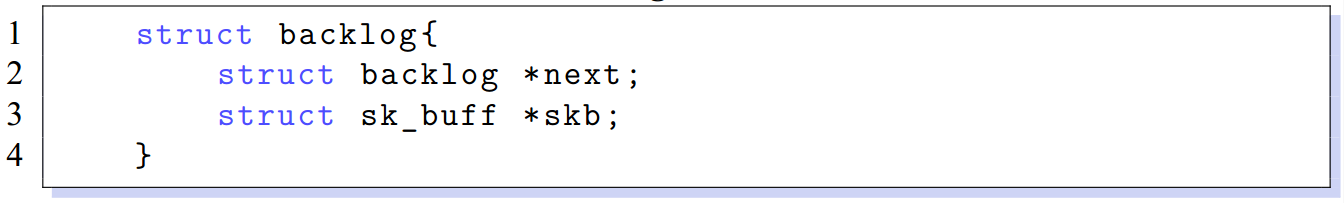 1 struct backlog{
2 struct backlog *next;
3 struct sk_buff *skb;
4 }